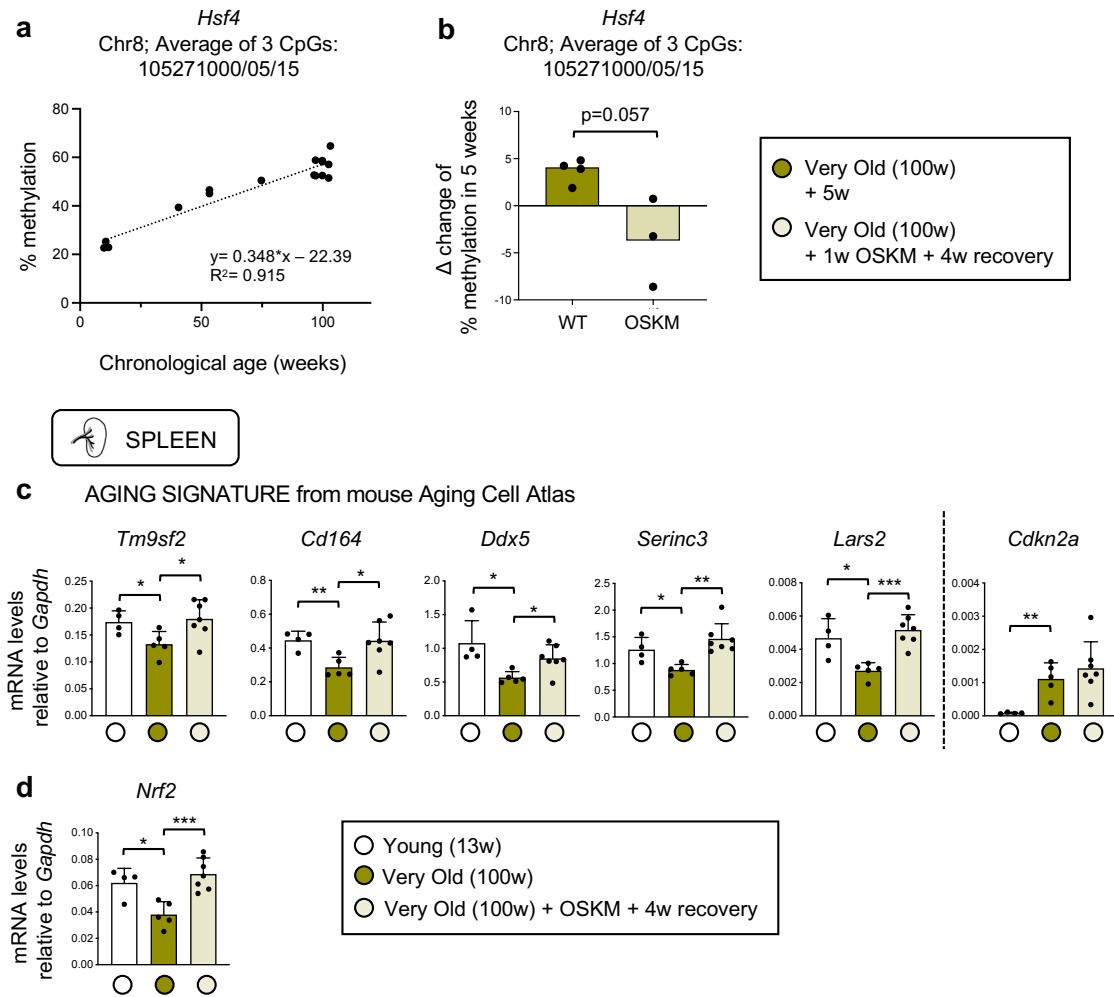 a
Hsf4
Chr8; Average of 3 CpGs:
105271000/05/15
% methylation
80
60
40
20
0
0
50
100
y= 0.348*x – 22.39
R²= 0.915
Chronological age (weeks)
b
Hsf4
Chr8; Average of 3 CpGs:
105271000/05/15
Δ change of
% methylation in 5 weeks
10
5
0
-5
-10
p=0.057
WT
OSKM
Very Old (100w)
+ 5w
Very Old (100w)
+ 1w OSKM + 4w recovery
SPLEEN
c
AGING SIGNATURE from mouse Aging Cell Atlas
mRNA levels
relative to Gapdh
Tm9sf2
0.25
0.20
0.15
0.10
0.05
0.00
*
*
Cd164
0.8
0.6
0.4
0.2
0.0
**
*
Ddx5
2.0
1.5
1.0
0.5
0.0
*
*
Serinc3
2.5
2.0
1.5
1.0
0.5
0.0
*
**
Lars2
0.008
0.006
0.004
0.002
0.000
*
***
Cdkn2a
0.004
0.003
0.002
0.001
0.000
**
d
Nrf2
mRNA levels
relative to Gapdh
0.10
0.08
0.06
0.04
0.02
0.00
*
***
Young (13w)
Very Old (100w)
Very Old (100w) + OSKM + 4w recovery